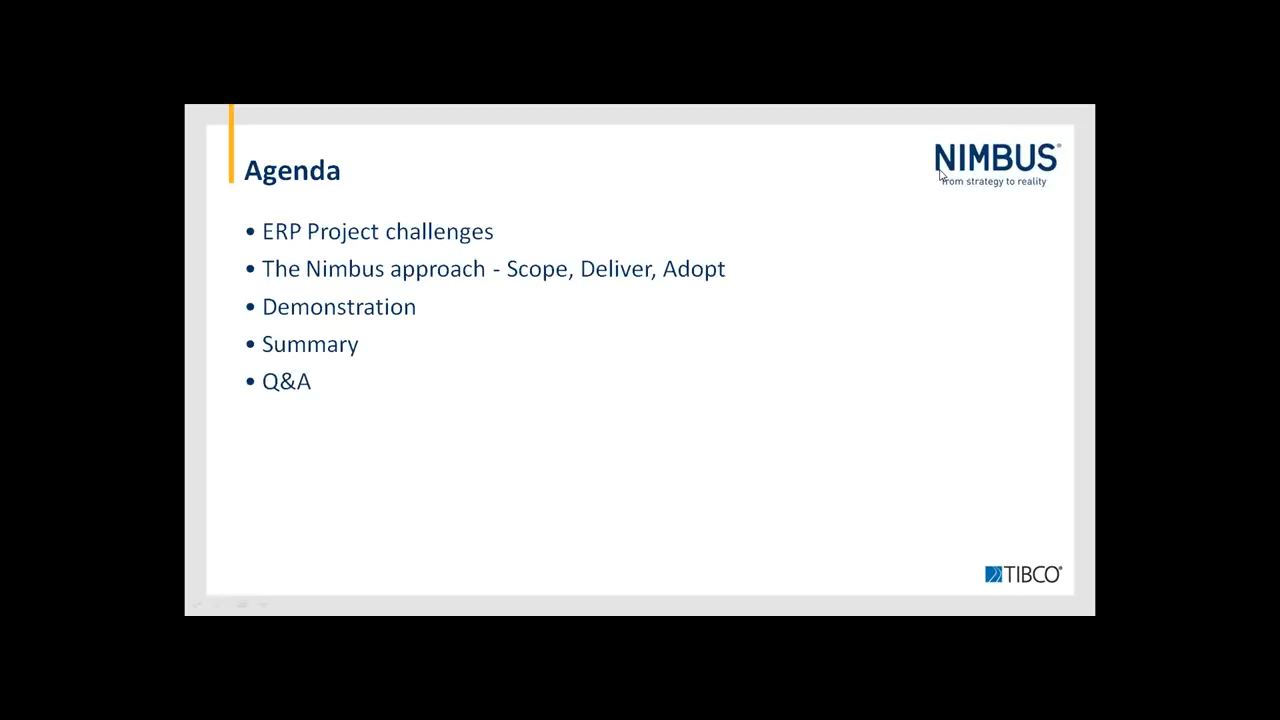 NIMBUS®
from strategy to reality
Agenda
• ERP Project challenges
• The Nimbus approach - Scope, Deliver, Adopt
• Demonstration
• Summary
• Q&A
TIBCO®